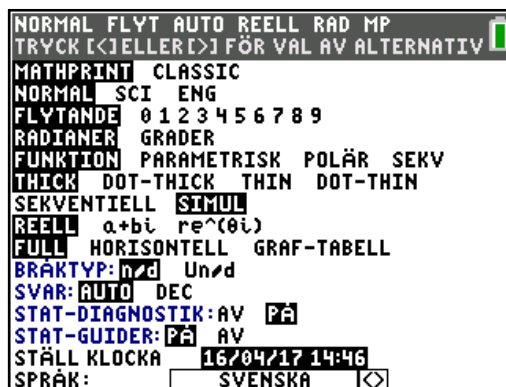 NORMAL FLYT AUTO REELL RAD MP
TRYCK [<] ELLER [>] FÖR VAL AV ALTERNATIV
MATHPRINT CLASSIC
NORMAL SCI ENG
FLYTANDE 0 1 2 3 4 5 6 7 8 9
RADIANER GRADER
FUNKTION PARAMETRISK POLÄR SEKV
THICK DOT-THICK THIN DOT-THIN
SEKVENTIELL SIMUL
REELL a+bi re^(θi)
FULL HORISONTELL GRAF-TABELL
BRÅKTYP: n/d Un/d
SVAR: AUTO DEC
STAT-DIAGNOSTIK: AV PÅ
STAT-GUIDER: PÅ AV
STÄLL KLOCKA 16/04/17 14:46
SPRÅK: SVENSKA <>